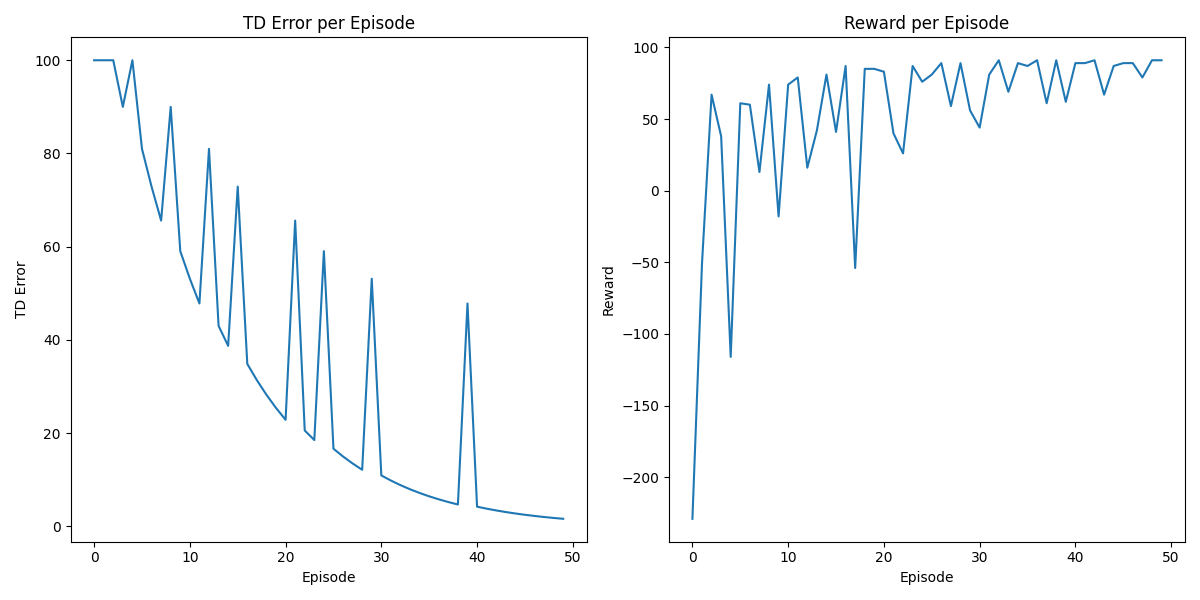 TD Error per Episode
TD Error
100
80
60
40
20
0
0 10 20 30 40 50
Episode
Reward per Episode
Reward
100
50
0
−50
−100
−150
−200
0 10 20 30 40 50
Episode